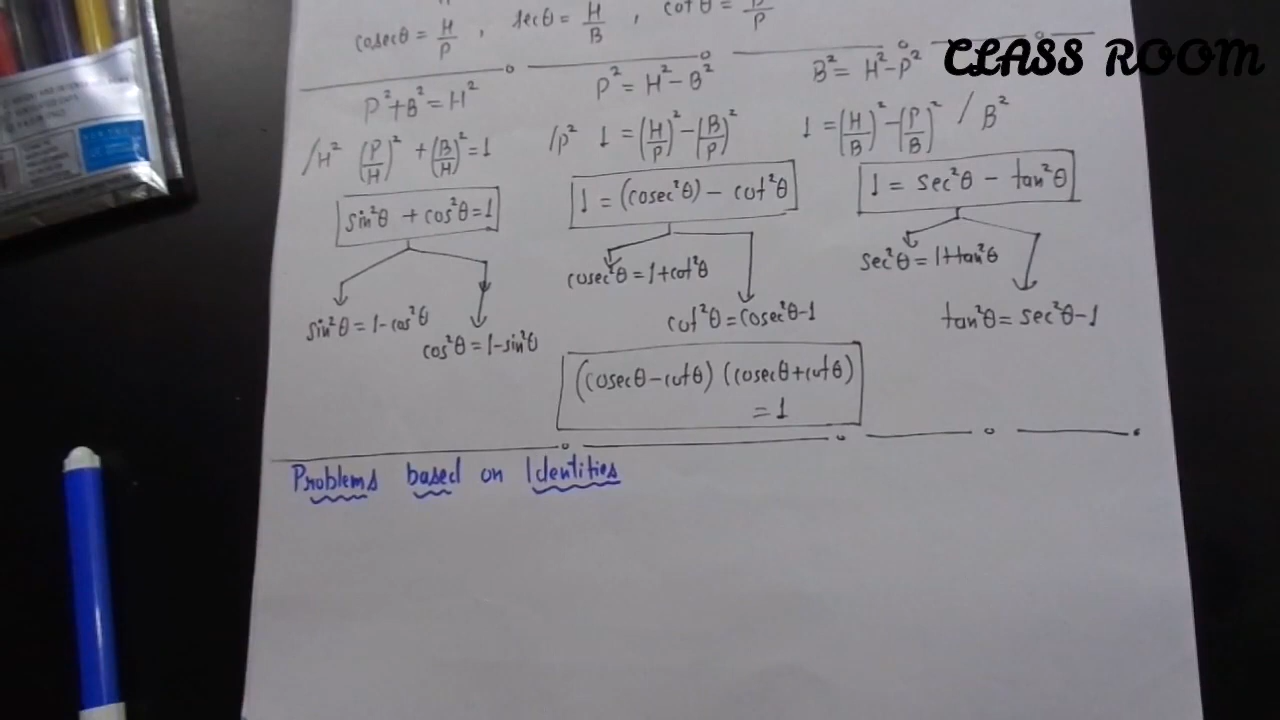 cosecθ = H/P , secθ = H/B , cotθ = B/P
CLASS ROOM
P²+B²=H²
/H² (P/H)² + (B/H)² = 1
sin²θ + cos²θ = 1
sin²θ = 1-cos²θ
cos²θ = 1-sin²θ
P² = H²-B²
/P² 1 = (H/P)² - (B/P)²
1 = (cosec²θ) - cot²θ
cosec²θ = 1+cot²θ
cot²θ = cosec²θ-1
(cosecθ-cotθ) (cosecθ+cotθ)
= 1
B² = H²-P²
1 = (H/B)² - (P/B)² / B²
1 = sec²θ - tan²θ
sec²θ = 1+tan²θ
tan²θ = sec²θ-1
Problems based on Identities